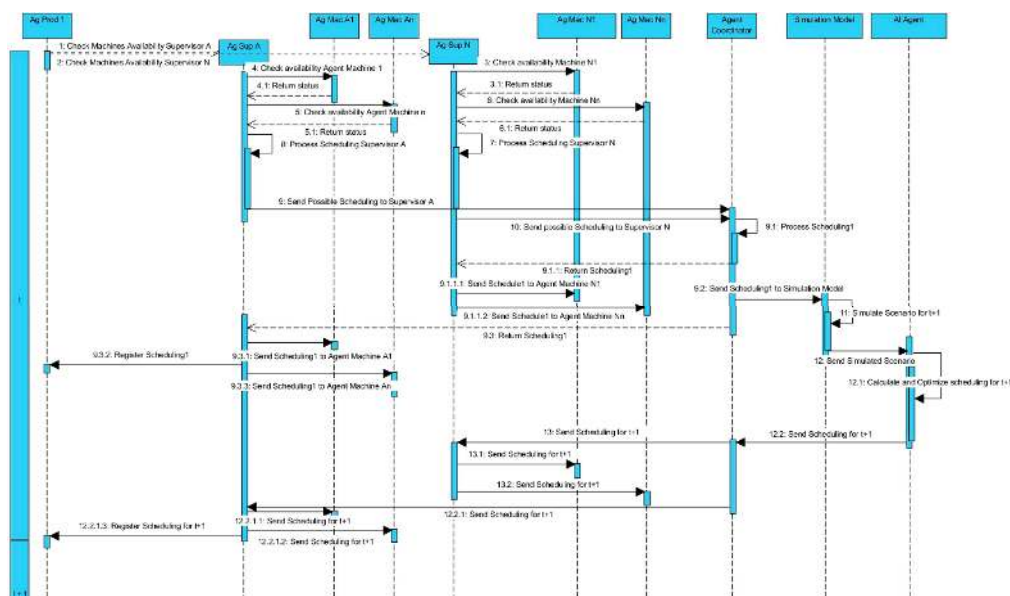 Ag Prod 1
Ag Sup A
Ag Mac A1
Ag Mac An
Ag Sup N
Ag Mac N1
Ag Mac Nn
Agent
Coordinator
Simulation Model
AI Agent
1: Check Machines Availability Supervisor A
2: Check Machines Availability Supervisor N
3: Check availability Machine N1
4: Check availability Agent Machine 1
3.1: Return status
4.1: Return status
6: Check availability Machine Nn
5: Check availability Agent Machine n
6.1: Return status
5.1: Return status
8: Process Scheduling Supervisor A
7: Process Scheduling Supervisor N
9: Send Possible Scheduling to Supervisor A
10: Send possible Scheduling to Supervisor N
9.1: Process Scheduling1
9.1.1: Return Scheduling1
9.1.1.1: Send Schedule1 to Agent Machine N1
9.2: Send Scheduling1 to Simulation Model
9.1.1.2: Send Schedule1 to Agent Machine Nn
11: Simulate Scenario for t+1
9.3: Return Scheduling1
9.3.1: Send Scheduling1 to Agent Machine A1
9.3.2: Register Scheduling1
12: Send Simulated Scenario
9.3.3: Send Scheduling1 to Agent Machine An
12.1: Calculate and Optimize scheduling for t+1
13: Send Scheduling for t+1
12.2: Send Scheduling for t+1
13.1: Send Scheduling for t+1
13.2: Send Scheduling for t+1
12.2.1: Send Scheduling for t+1
12.2.1.1: Send Scheduling for t+1
12.2.1.3: Register Scheduling for t+1
12.2.1.2: Send Scheduling for t+1
t
t+1